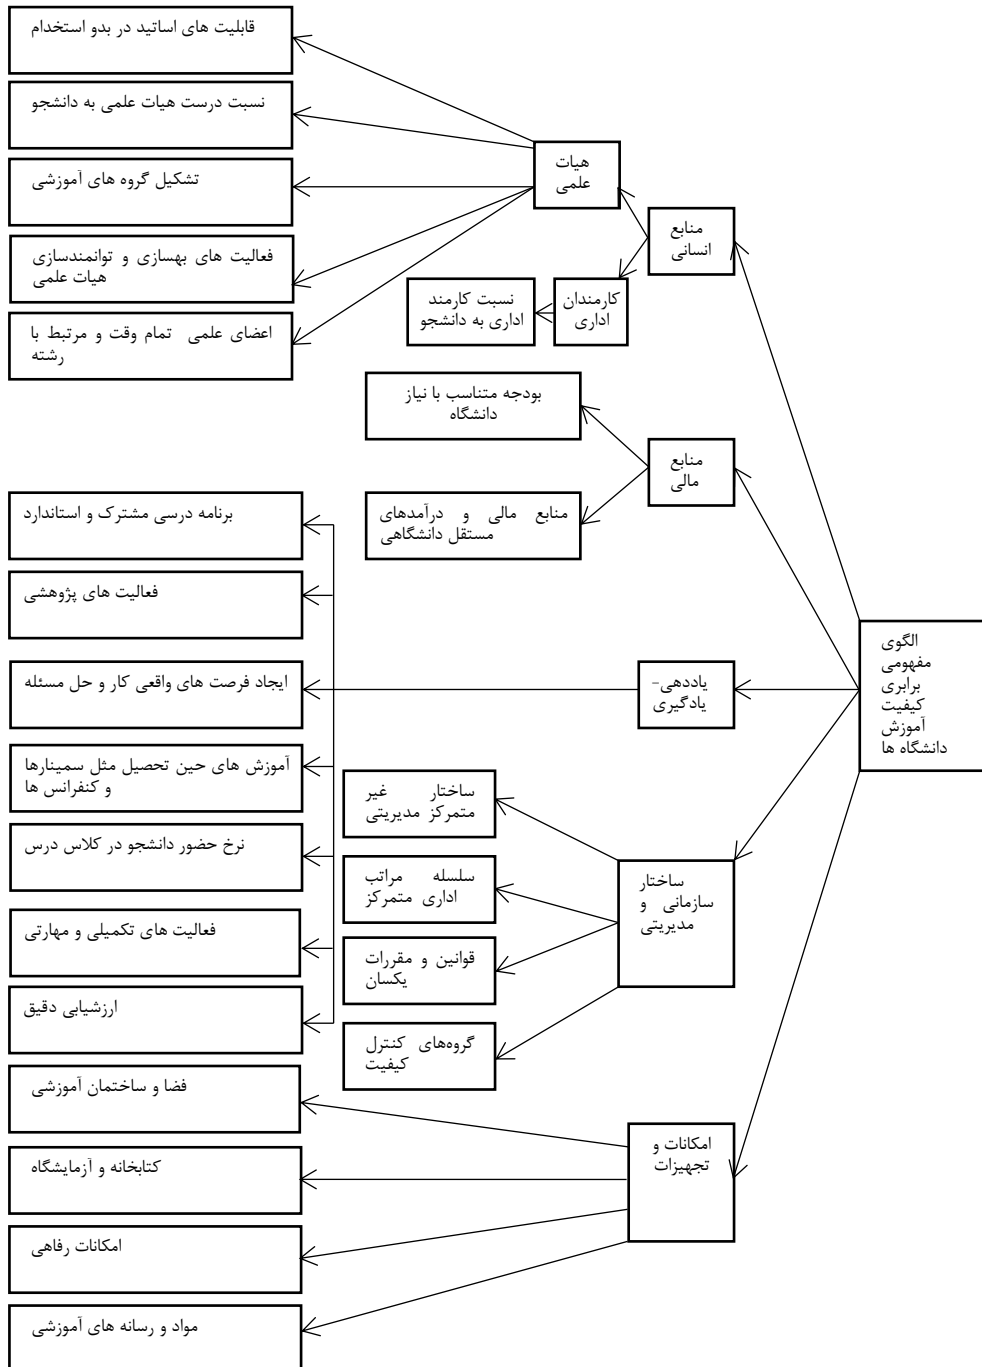 الگوی
مفهومی
برابری
کیفیت
آموزش
دانشگاه ها
منابع
انسانی
هیات
علمی
قابلیت های اساتید در بدو استخدام
نسبت درست هیات علمی به دانشجو
تشکیل گروه های آموزشی
فعالیت های بهسازی و توانمندسازی
هیات علمی
اعضای علمی تمام وقت و مرتبط با
رشته
کارمندان
اداری
نسبت کارمند
اداری به دانشجو
منابع
مالی
بودجه متناسب با نیاز
دانشگاه
منابع مالی و درآمدهای
مستقل دانشگاهی
یاددهی-
یادگیری
برنامه درسی مشترک و استاندارد
فعالیت های پژوهشی
ایجاد فرصت های واقعی کار و حل مسئله
آموزش های حین تحصیل مثل سمینارها
و کنفرانس ها
نرخ حضور دانشجو در کلاس درس
فعالیت های تکمیلی و مهارتی
ارزشیابی دقیق
ساختار
سازمانی و
مدیریتی
ساختار غیر
متمرکز مدیریتی
سلسله مراتب
اداری متمرکز
قوانین و مقررات
یکسان
گروه‌های کنترل
کیفیت
امکانات و
تجهیزات
فضا و ساختمان آموزشی
کتابخانه و آزمایشگاه
امکانات رفاهی
مواد و رسانه های آموزشی